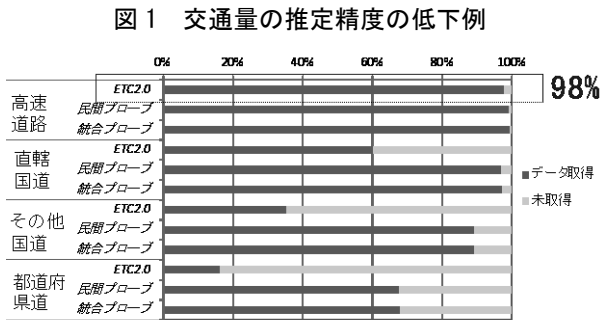 図１　交通量の推定精度の低下例
0% 20% 40% 60% 80% 100%
98%
高速
道路
ETC2.0
民間プローブ
統合プローブ
直轄
国道
ETC2.0
民間プローブ
統合プローブ
その他
国道
ETC2.0
民間プローブ
統合プローブ
都道府
県道
ETC2.0
民間プローブ
統合プローブ
データ取得
未取得